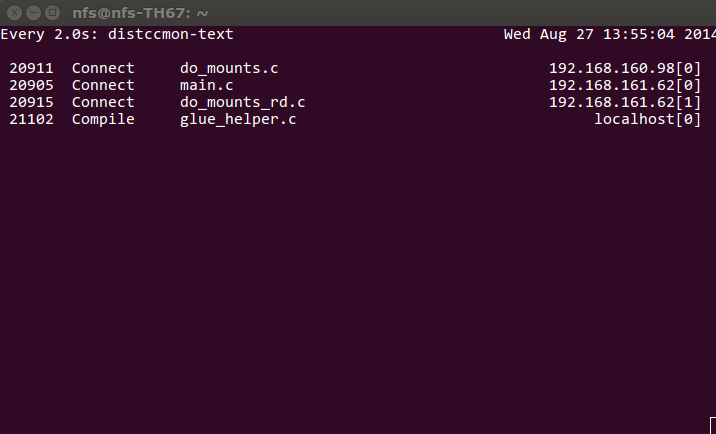 nfs@nfs-TH67: ~
Every 2.0s: distccmon-text Wed Aug 27 13:55:04 2014
20911 Connect do_mounts.c 192.168.160.98[0]
20905 Connect main.c 192.168.161.62[0]
20915 Connect do_mounts_rd.c 192.168.161.62[1]
21102 Compile glue_helper.c localhost[0]